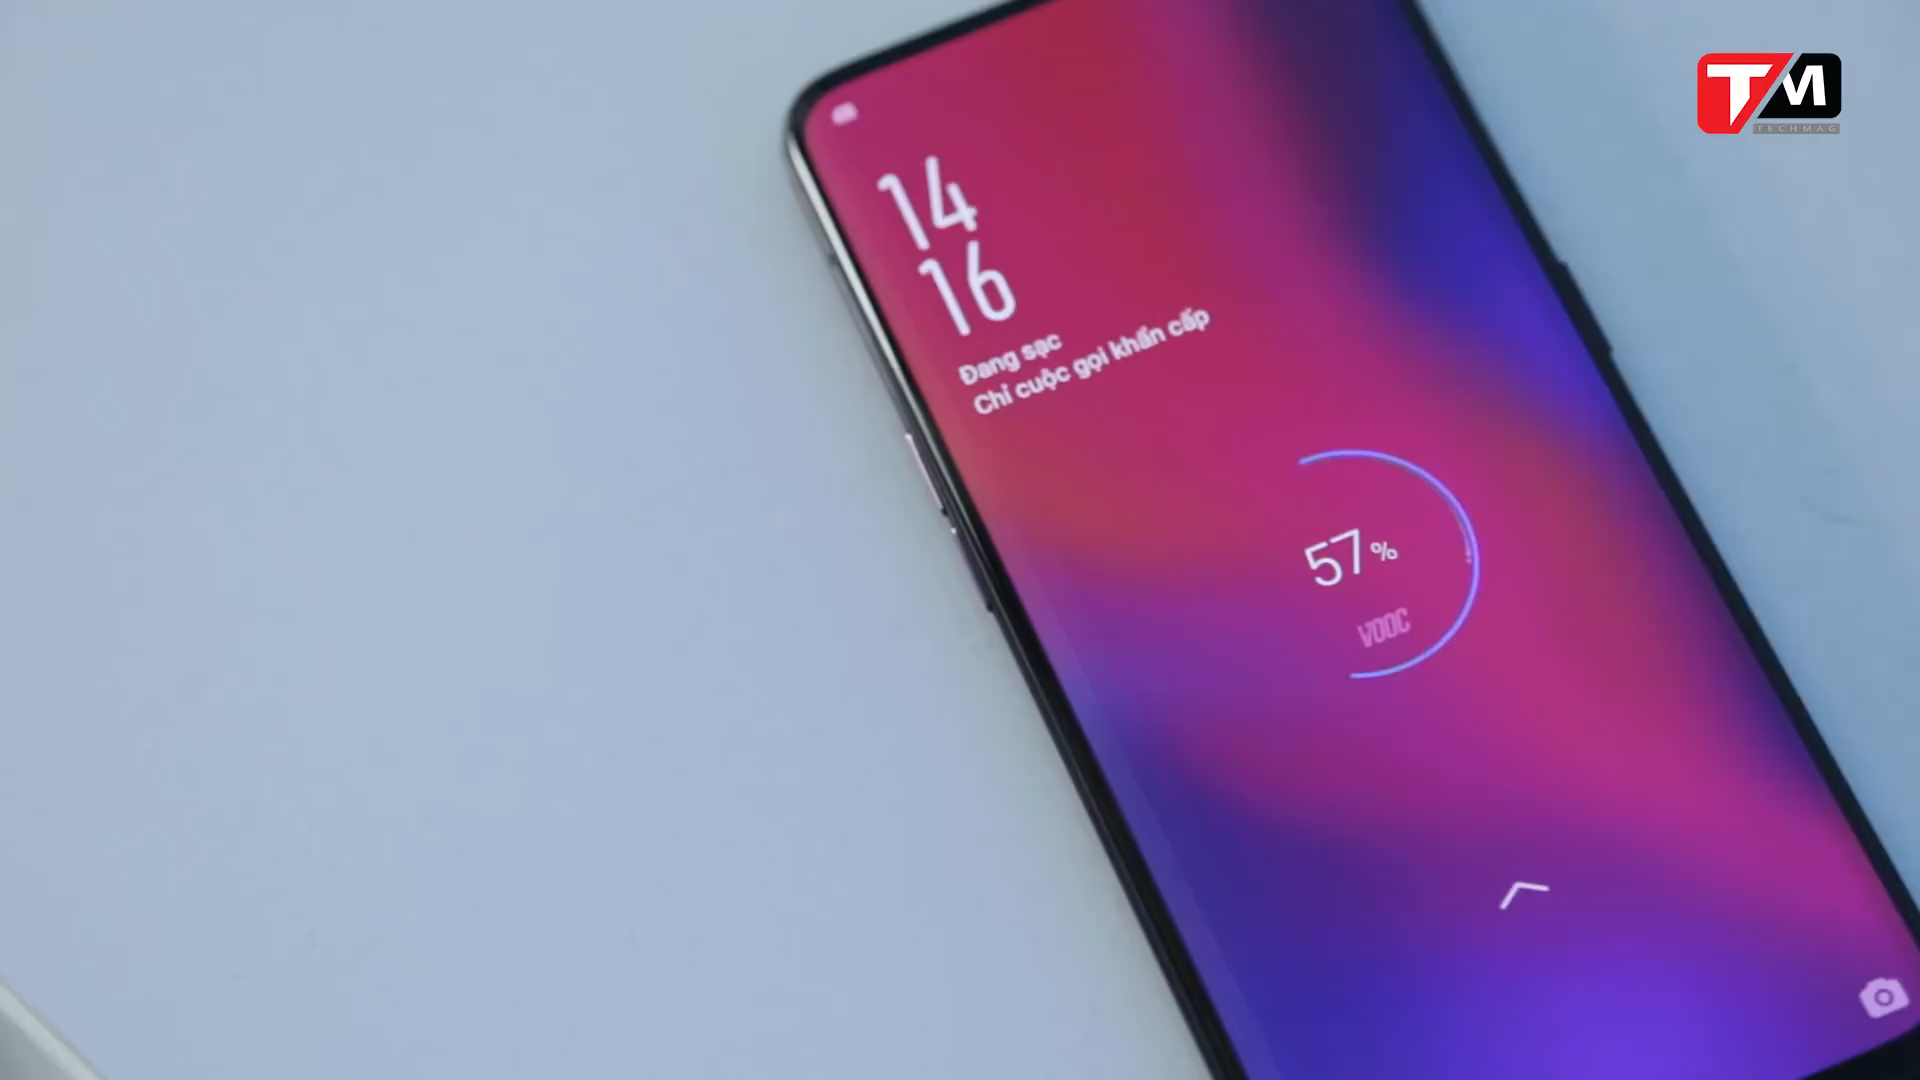 TM
TECHMAG
14
16
Đang sạc
Chỉ cuộc gọi khẩn cấp
57%
VOOC